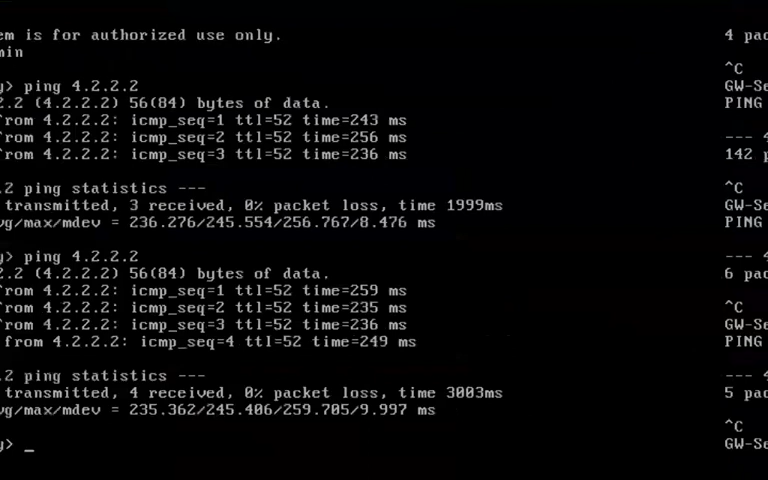 em is for authorized use only.
min
y> ping 4.2.2.2
2.2 (4.2.2.2) 56(84) bytes of data.
from 4.2.2.2: icmp_seq=1 ttl=52 time=243 ms
from 4.2.2.2: icmp_seq=2 ttl=52 time=256 ms
from 4.2.2.2: icmp_seq=3 ttl=52 time=236 ms
.2 ping statistics ---
transmitted, 3 received, 0% packet loss, time 1999ms
vg/max/mdev = 236.276/245.554/256.767/8.476 ms
y> ping 4.2.2.2
2.2 (4.2.2.2) 56(84) bytes of data.
from 4.2.2.2: icmp_seq=1 ttl=52 time=259 ms
from 4.2.2.2: icmp_seq=2 ttl=52 time=235 ms
from 4.2.2.2: icmp_seq=3 ttl=52 time=236 ms
from 4.2.2.2: icmp_seq=4 ttl=52 time=249 ms
.2 ping statistics ---
transmitted, 4 received, 0% packet loss, time 3003ms
vg/max/mdev = 235.362/245.406/259.705/9.997 ms
y> _
4 pac
^C
GW-Se
PING
--- 4
142 p
^C
GW-Se
PING
--- 4
6 pac
^C
GW-Se
PING
--- 4
5 pac
^C
GW-Se